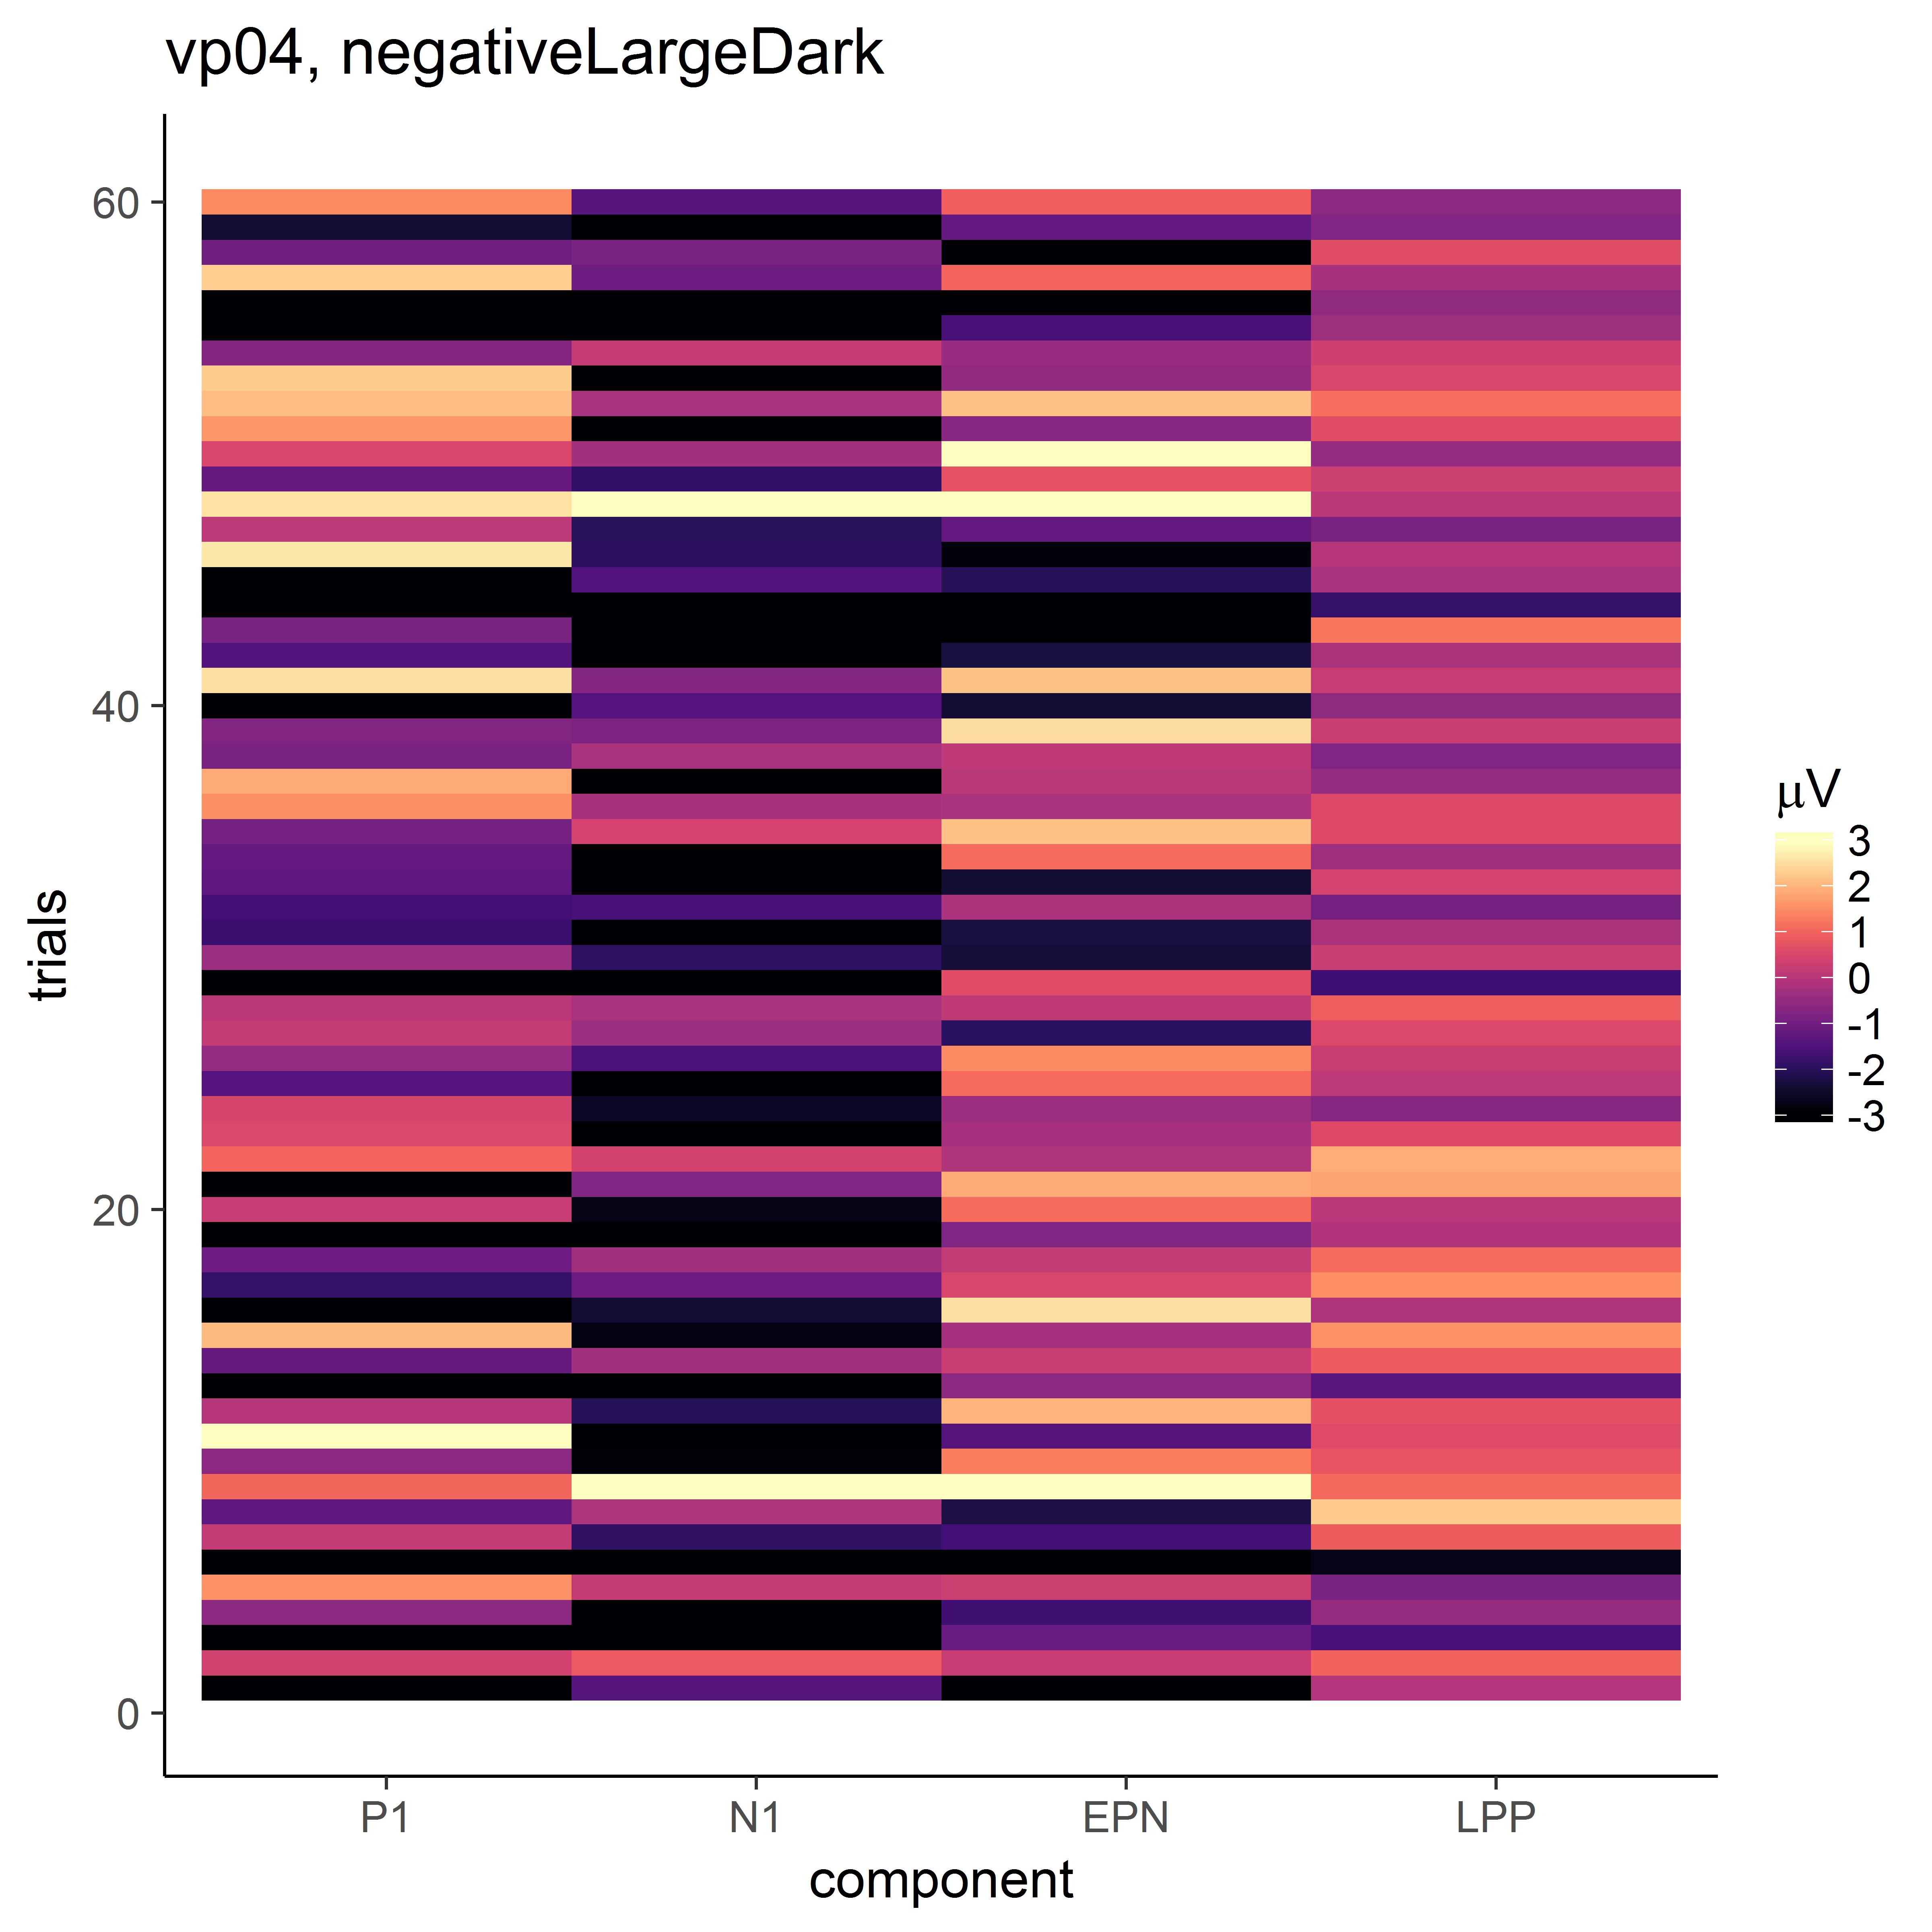 vp04, negativeLargeDark
60
40
20
0
trials
P1 N1 EPN LPP
component
μV
3
2
1
0
-1
-2
-3